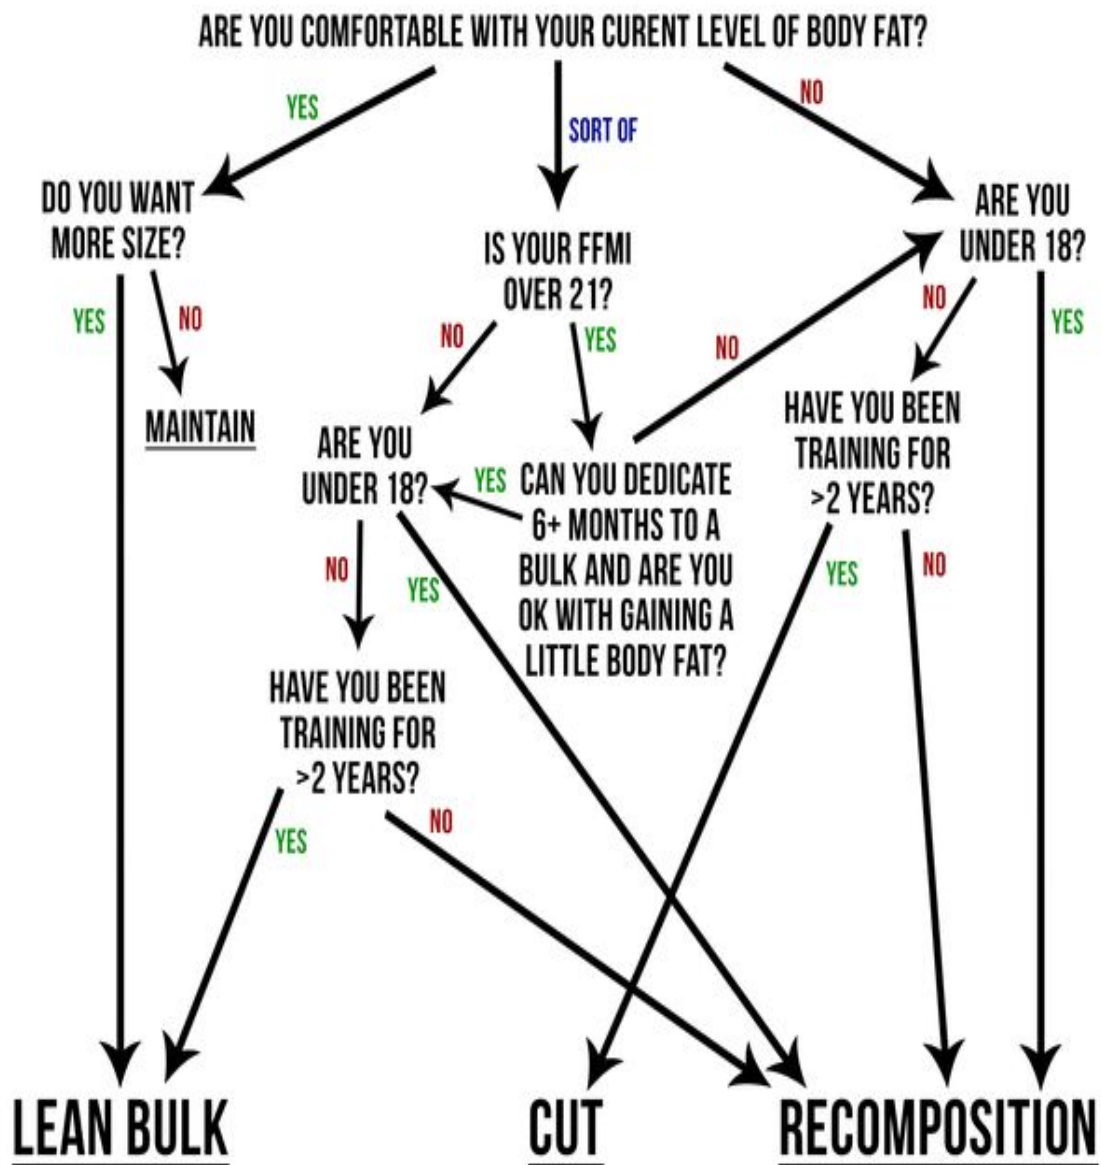 ARE YOU COMFORTABLE WITH YOUR CURENT LEVEL OF BODY FAT?
YES
SORT OF
NO
DO YOU WANT
MORE SIZE?
YES
NO
MAINTAIN
IS YOUR FFMI
OVER 21?
NO
YES
ARE YOU
UNDER 18?
NO
YES
YES
CAN YOU DEDICATE
6+ MONTHS TO A
BULK AND ARE YOU
OK WITH GAINING A
LITTLE BODY FAT?
NO
HAVE YOU BEEN
TRAINING FOR
>2 YEARS?
YES
NO
ARE YOU
UNDER 18?
NO
YES
HAVE YOU BEEN
TRAINING FOR
>2 YEARS?
YES
NO
LEAN BULK
CUT
RECOMPOSITION